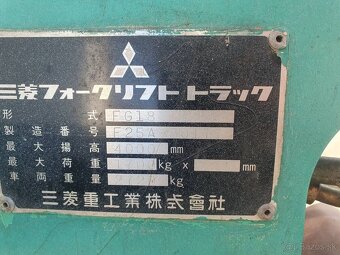 三菱フォークリフト トラック
形 式 FG18
製造番号 F25A
最大揚高 mm
最大荷重 kg x
車両重量 kg
三菱重工業株式會社